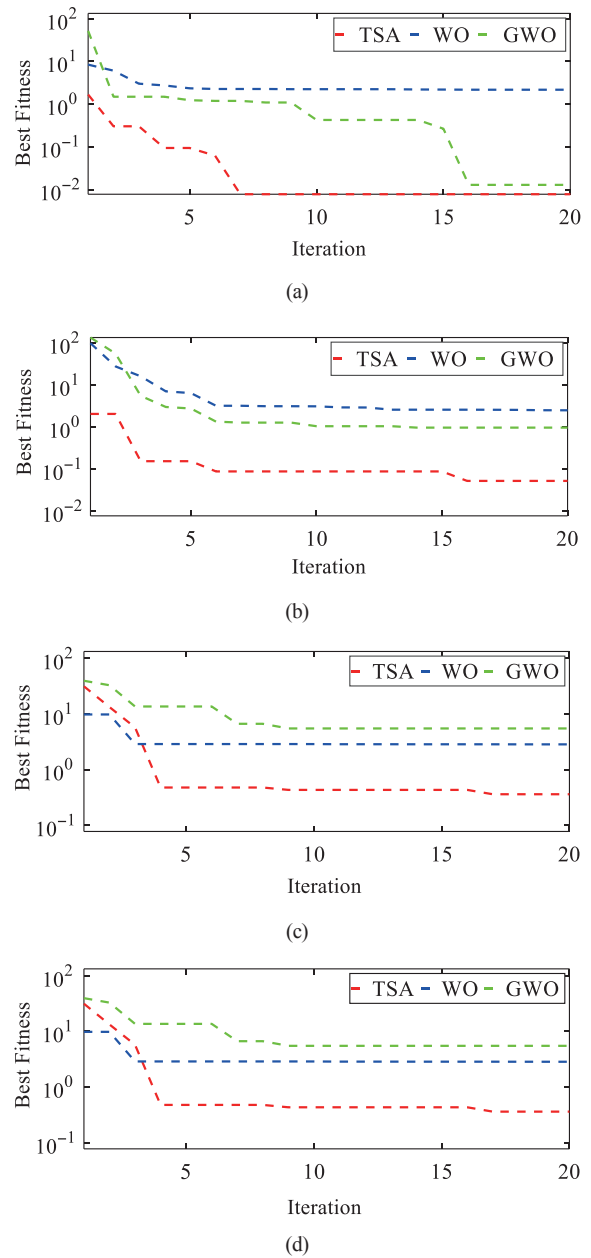 10²
TSA WO GWO
10¹
10⁰
10⁻¹
10⁻²
Best Fitness
5 10 15 20
Iteration
(a)
10²
TSA WO GWO
10¹
10⁰
10⁻¹
10⁻²
Best Fitness
5 10 15 20
Iteration
(b)
10²
TSA WO GWO
10¹
10⁰
10⁻¹
Best Fitness
5 10 15 20
Iteration
(c)
10²
TSA WO GWO
10¹
10⁰
10⁻¹
Best Fitness
5 10 15 20
Iteration
(d)